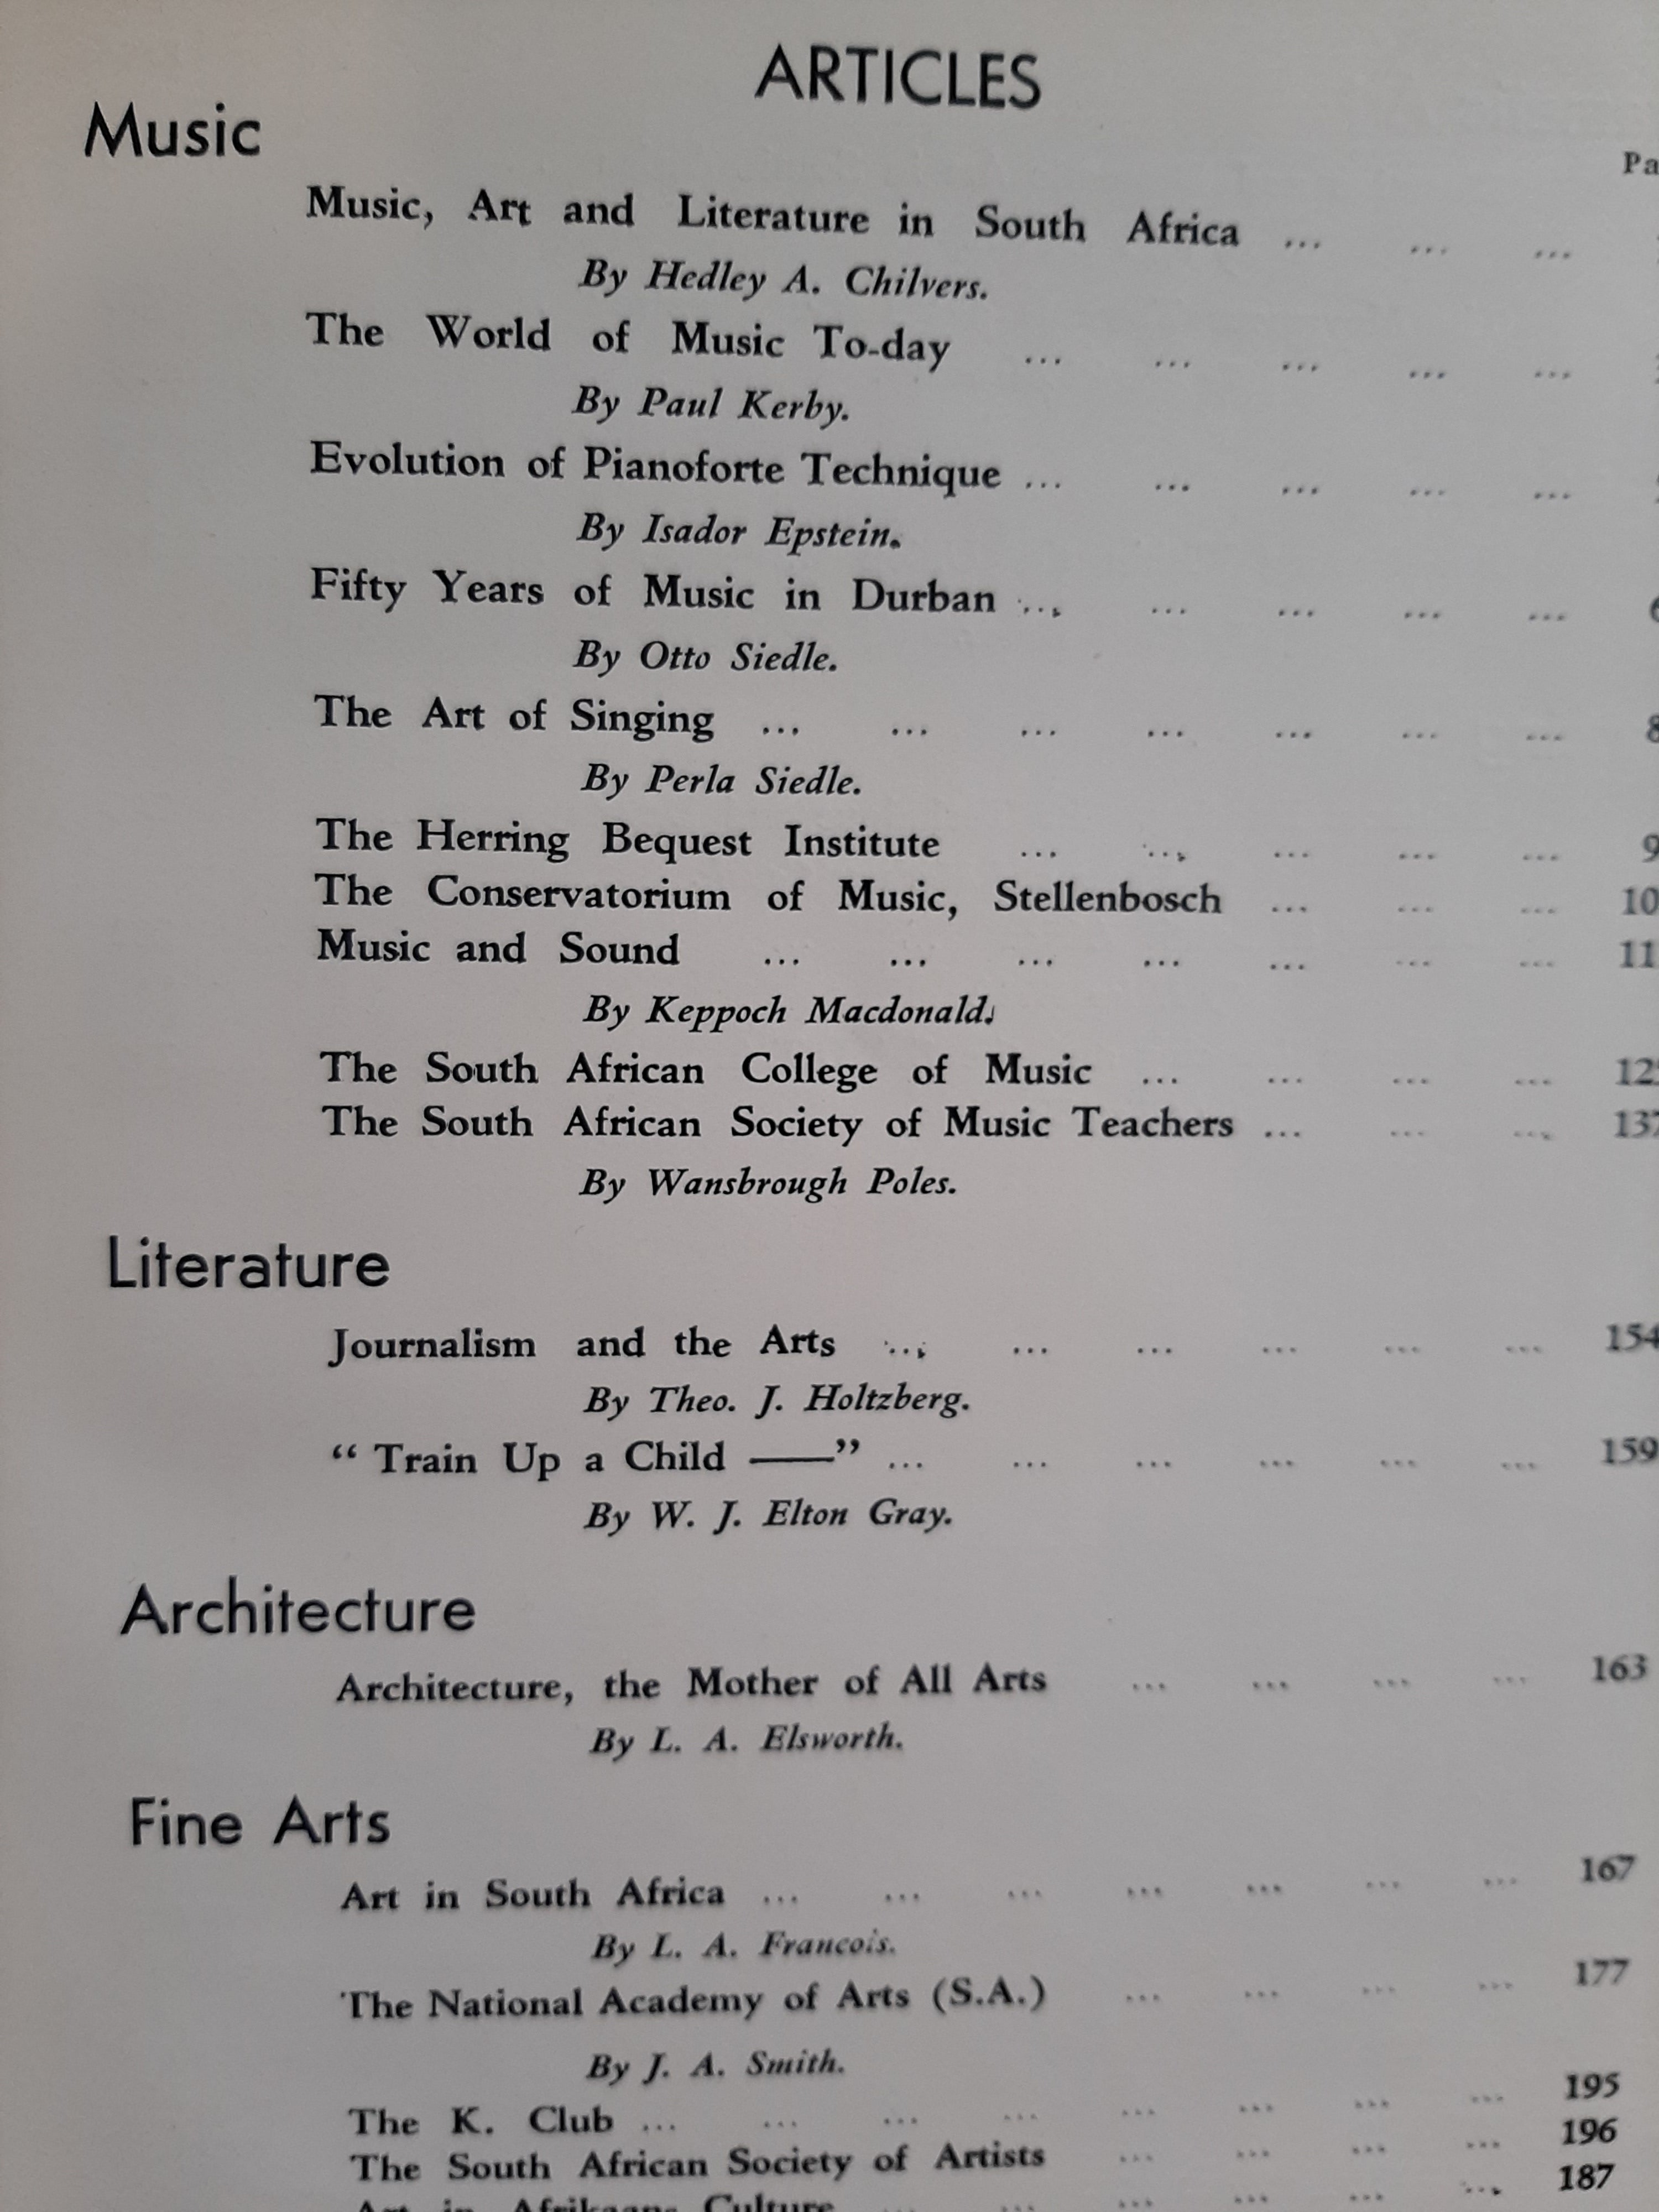 ARTICLES
Music
Music, Art and Literature in South Africa ... ... ...
By Hedley A. Chilvers.
The World of Music To-day ... ... ... ... ...
By Paul Kerby.
Evolution of Pianoforte Technique ... ... ... ... ...
By Isador Epstein.
Fifty Years of Music in Durban ... ... ... ... ...
By Otto Siedle.
The Art of Singing ... ... ... ... ... ... ...
By Perla Siedle.
The Herring Bequest Institute ... ... ... ... ...
The Conservatorium of Music, Stellenbosch ... ... ...
Music and Sound ... ... ... ... ... ... ...
By Keppoch Macdonald.
The South African College of Music ... ... ... ...
The South African Society of Music Teachers ... ... ... 137
By Wansbrough Poles.
Literature
Journalism and the Arts ... ... ... ... ... ... 154
By Theo. J. Holtzberg.
“ Train Up a Child ——” ... ... ... ... ... ... 159
By W. J. Elton Gray.
Architecture
Architecture, the Mother of All Arts ... ... ... ... 163
By L. A. Elsworth.
Fine Arts
Art in South Africa ... ... ... ... ... ... ... 167
By L. A. Francois.
The National Academy of Arts (S.A.) ... ... ... ... 177
By J. A. Smith.
The K. Club ... ... ... ... ... ... ... ... 195
The South African Society of Artists ... ... ... ... 196
Art in Afrikaans Culture ... ... ... ... ... ... 187